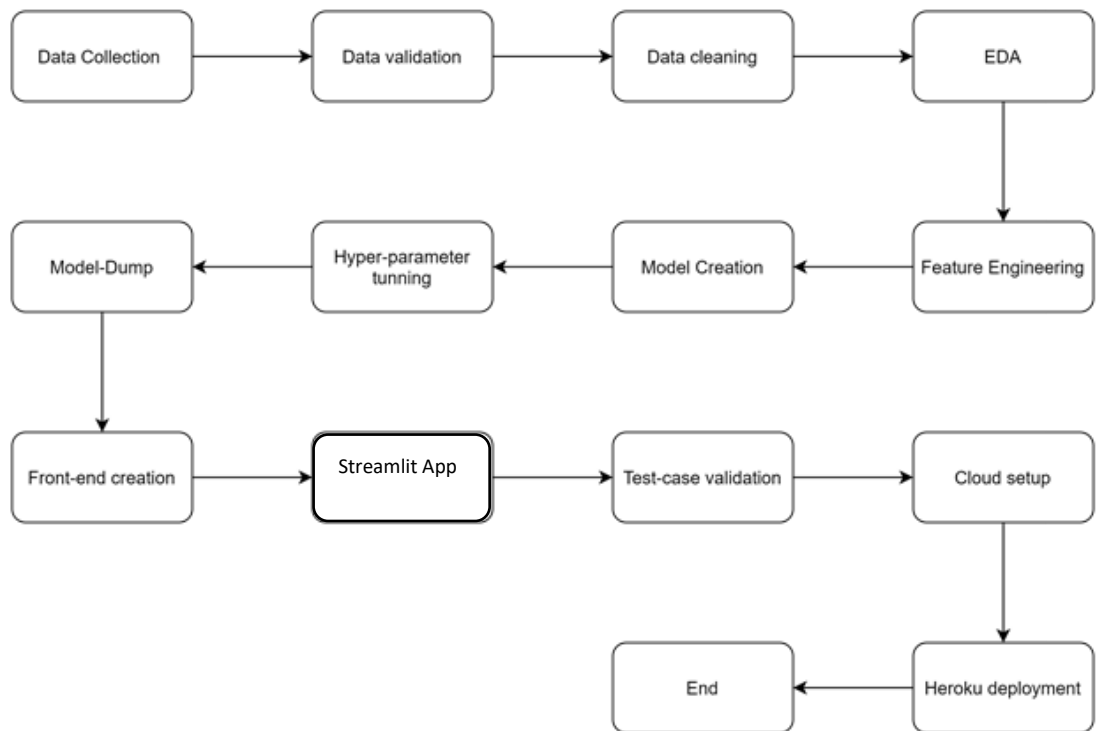 Data Collection
Data validation
Data cleaning
EDA
Model-Dump
Hyper-parameter
tunning
Model Creation
Feature Engineering
Front-end creation
Streamlit App
Test-case validation
Cloud setup
End
Heroku deployment